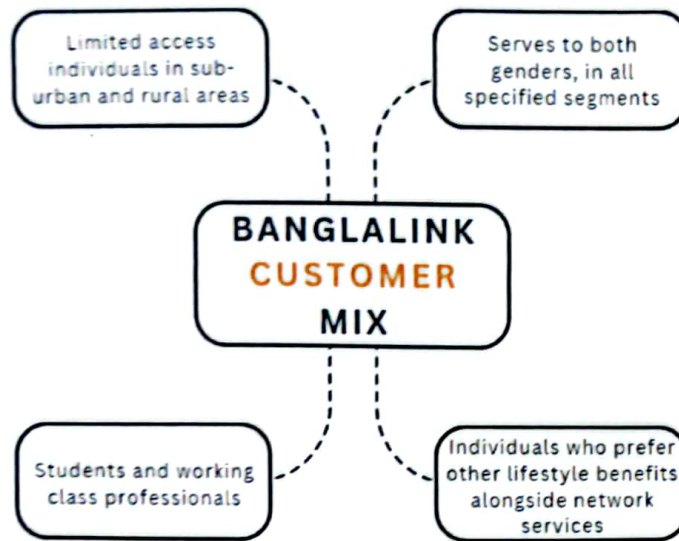 Limited access
individuals in sub-
urban and rural areas
Serves to both
genders, in all
specified segments
BANGLALINK
CUSTOMER
MIX
Students and working
class professionals
Individuals who prefer
other lifestyle benefits
alongside network
services